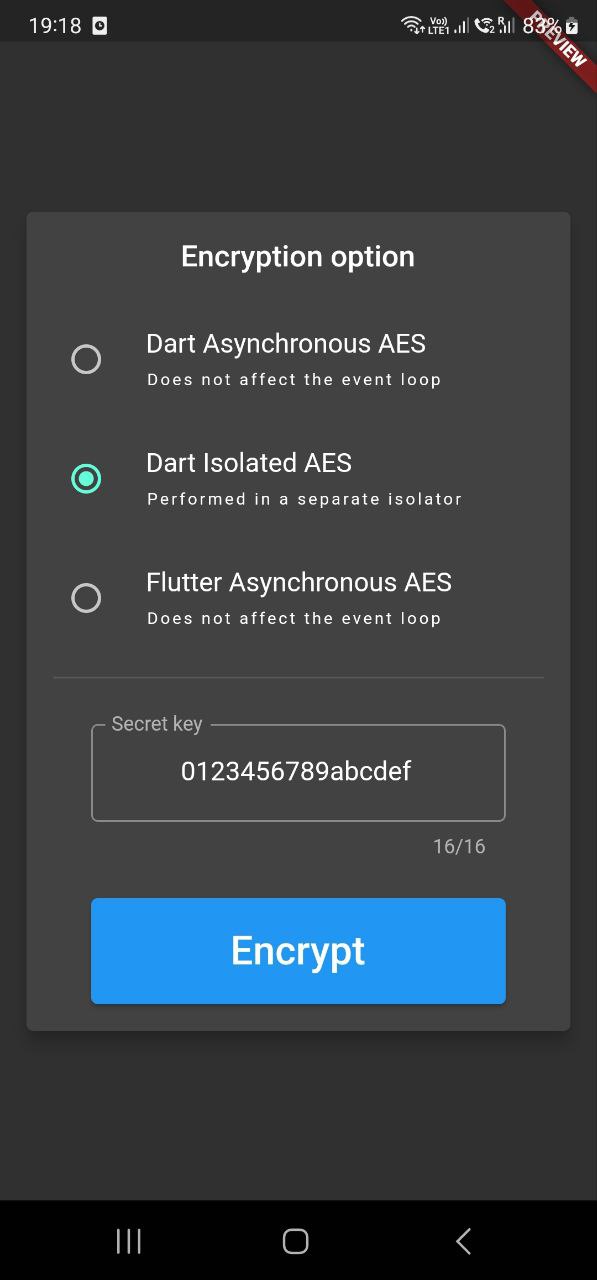 19:18
Vo)) LTE1 2 R 83%
PREVIEW
Encryption option
Dart Asynchronous AES
Does not affect the event loop
Dart Isolated AES
Performed in a separate isolator
Flutter Asynchronous AES
Does not affect the event loop
Secret key
0123456789abcdef
16/16
Encrypt